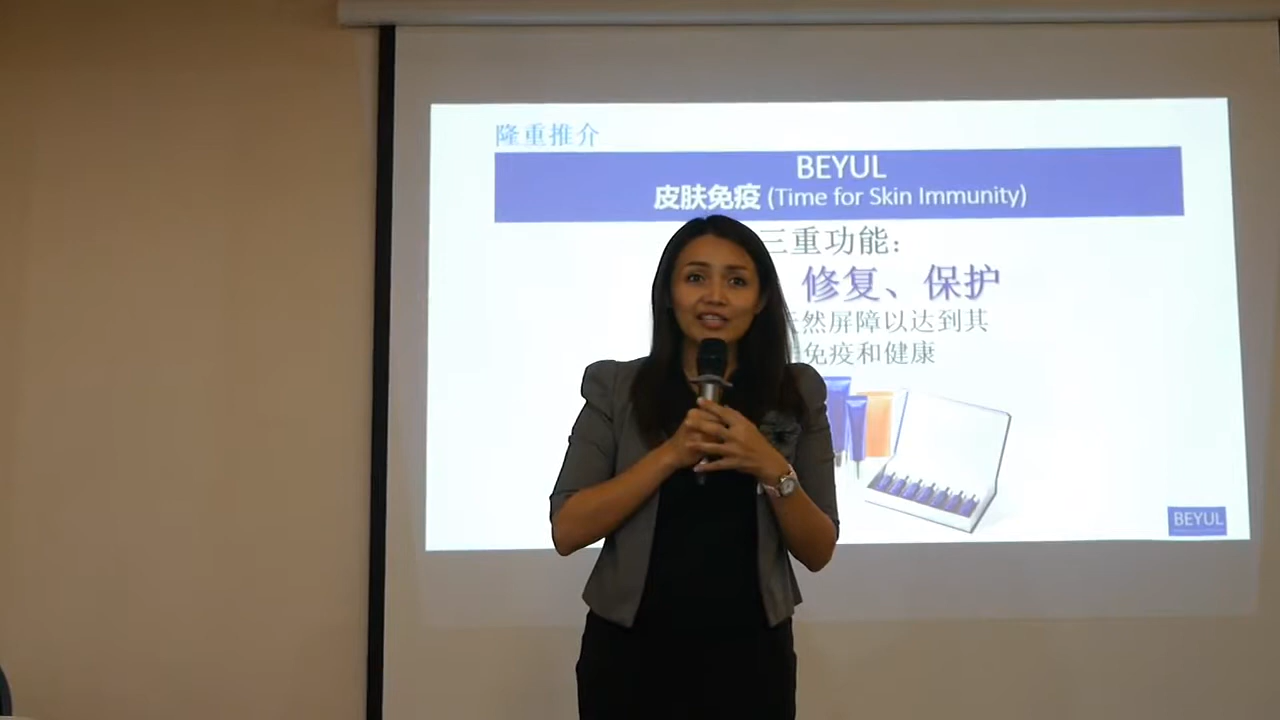 隆重推介
BEYUL
皮肤免疫 (Time for Skin Immunity)
三重功能：
修复、保护
然屏障以达到其
免疫和健康
BEYUL